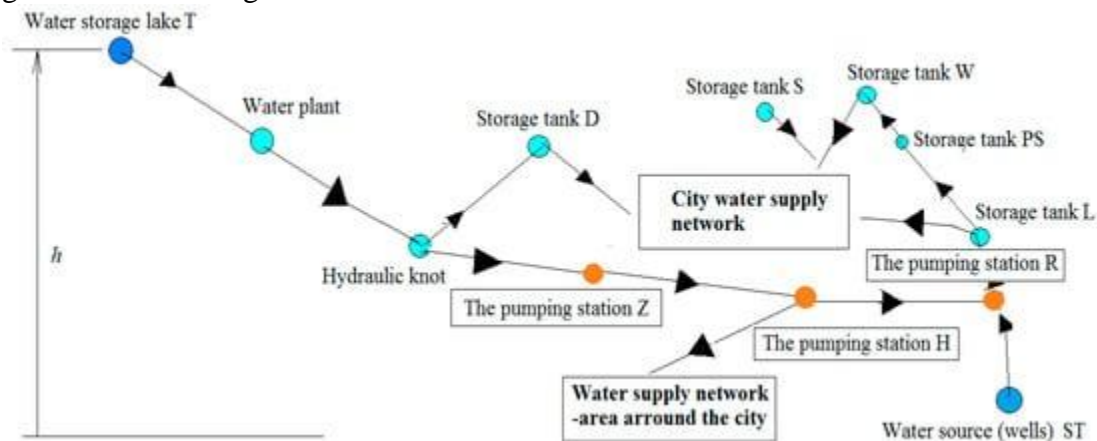 Water storage lake T
Water plant
Storage tank D
Storage tank S
Storage tank W
Storage tank PS
City water supply
network
Storage tank L
h
Hydraulic knot
The pumping station R
The pumping station Z
The pumping station H
Water supply network
-area arround the city
Water source (wells) ST